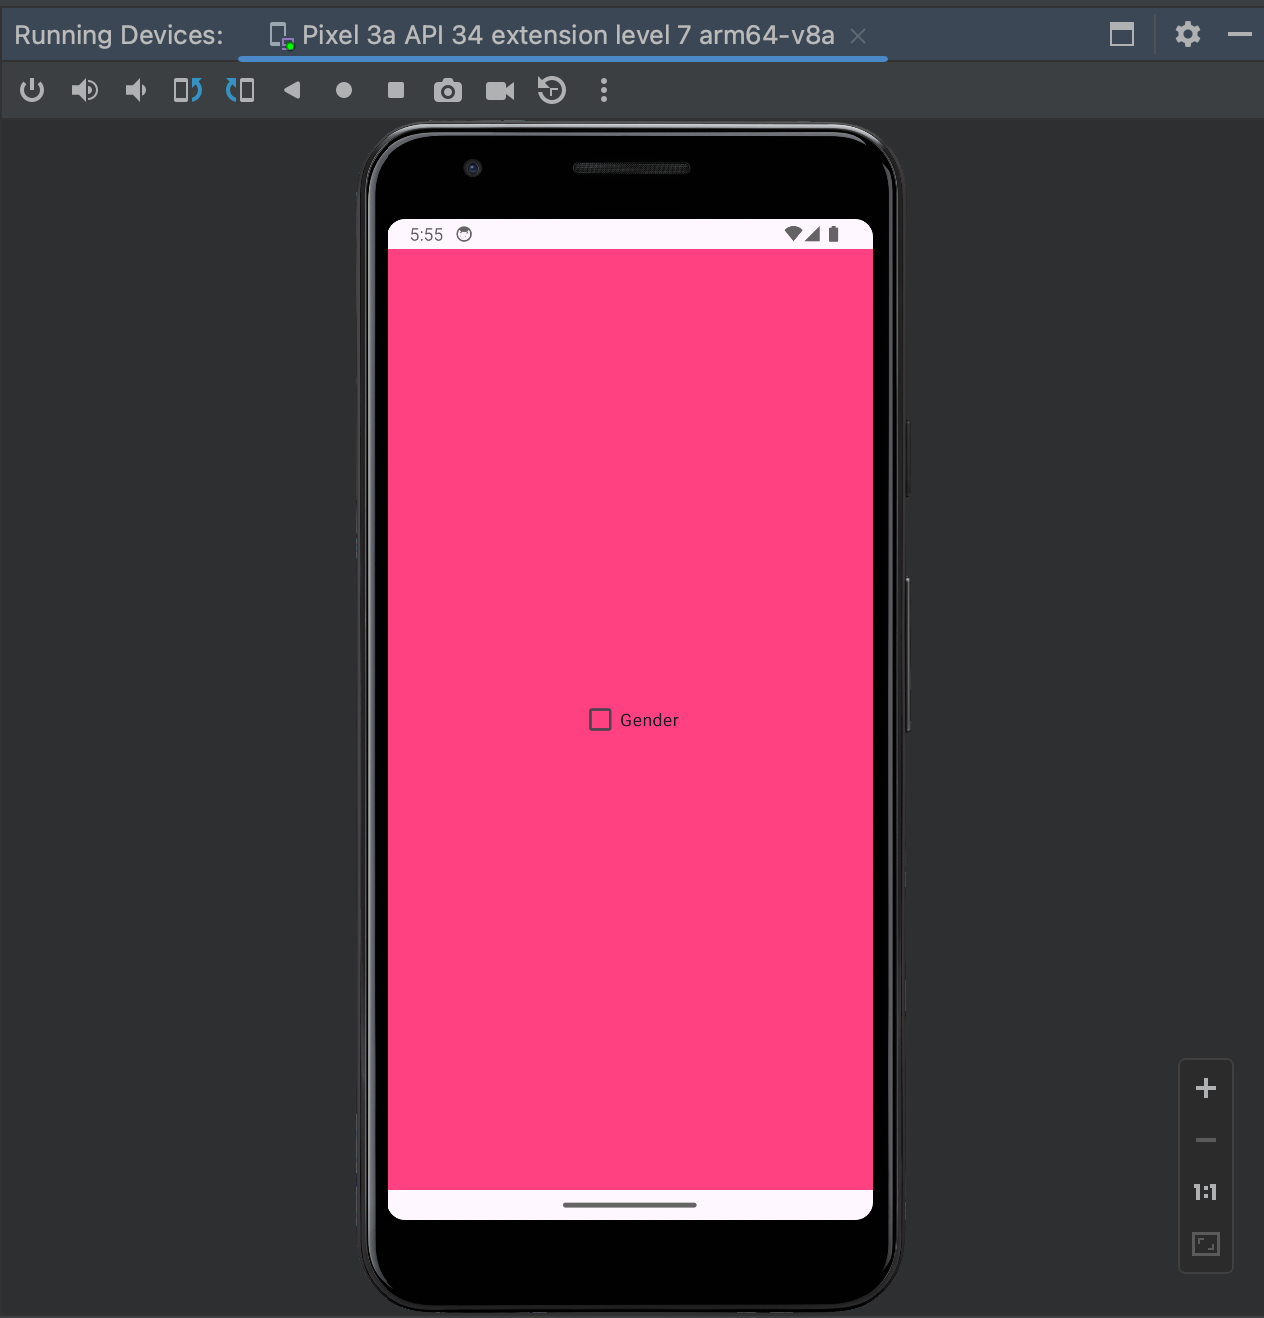 Running Devices: Pixel 3a API 34 extension level 7 arm64-v8a
5:55
Gender
1:1